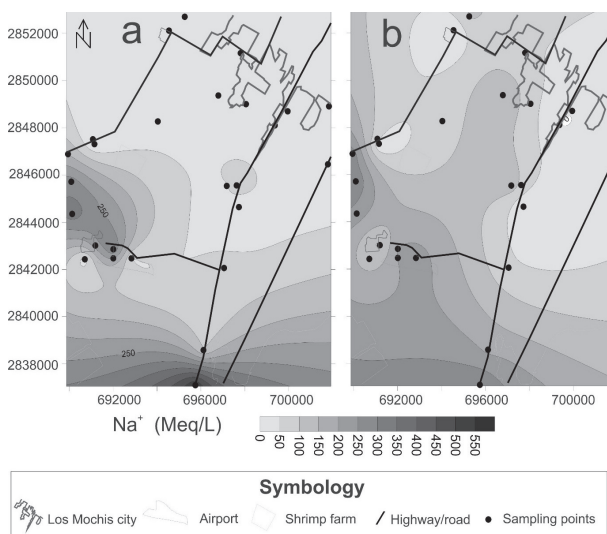 N
a
b
2852000
2850000
2848000
2846000
2844000
2842000
2840000
2838000
250
250
0
692000 696000 700000 692000 696000 700000
Na+ (Meq/L)
0 50 100 150 200 250 300 350 400 450 500 550
Symbology
Los Mochis city Airport Shrimp farm Highway/road Sampling points